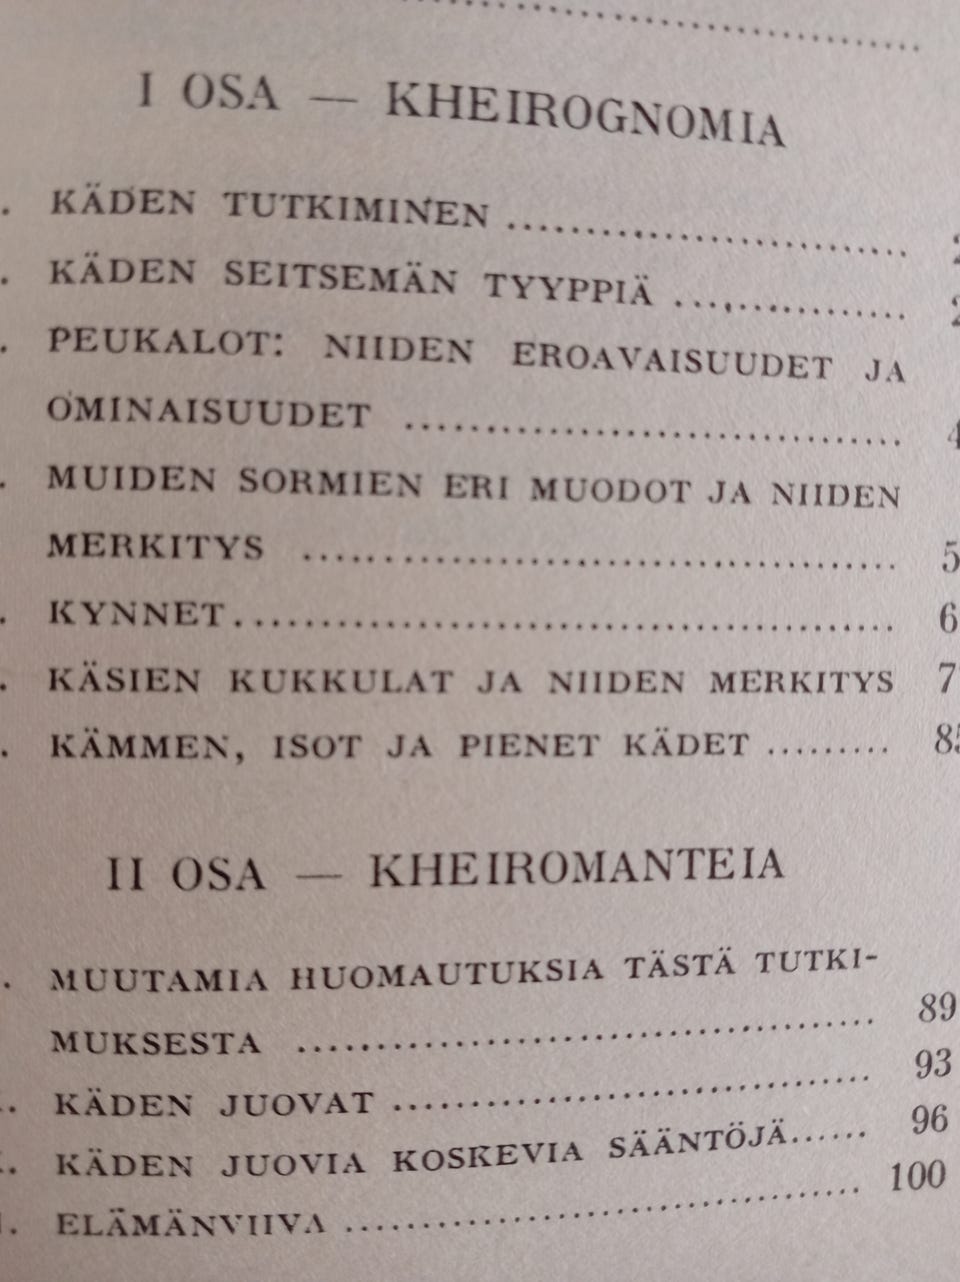 I OSA — KHEIROGNOMIA
KÄDEN TUTKIMINEN ........................
KÄDEN SEITSEMÄN TYYPPIÄ ...............
PEUKALOT: NIIDEN EROAVAISUUDET JA
OMINAISUUDET ..............................
MUIDEN SORMIEN ERI MUODOT JA NIIDEN
MERKITYS ....................................
KYNNET........................................
KÄSIEN KUKKULAT JA NIIDEN MERKITYS
KÄMMEN, ISOT JA PIENET KÄDET .........
II OSA — KHEIROMANTEIA
MUUTAMIA HUOMAUTUKSIA TÄSTÄ TUTKI-
MUKSESTA .................................... 89
KÄDEN JUOVAT .............................. 93
KÄDEN JUOVIA KOSKEVIA SÄÄNTÖJÄ...... 96
ELÄMÄNVIIVA ................................ 100